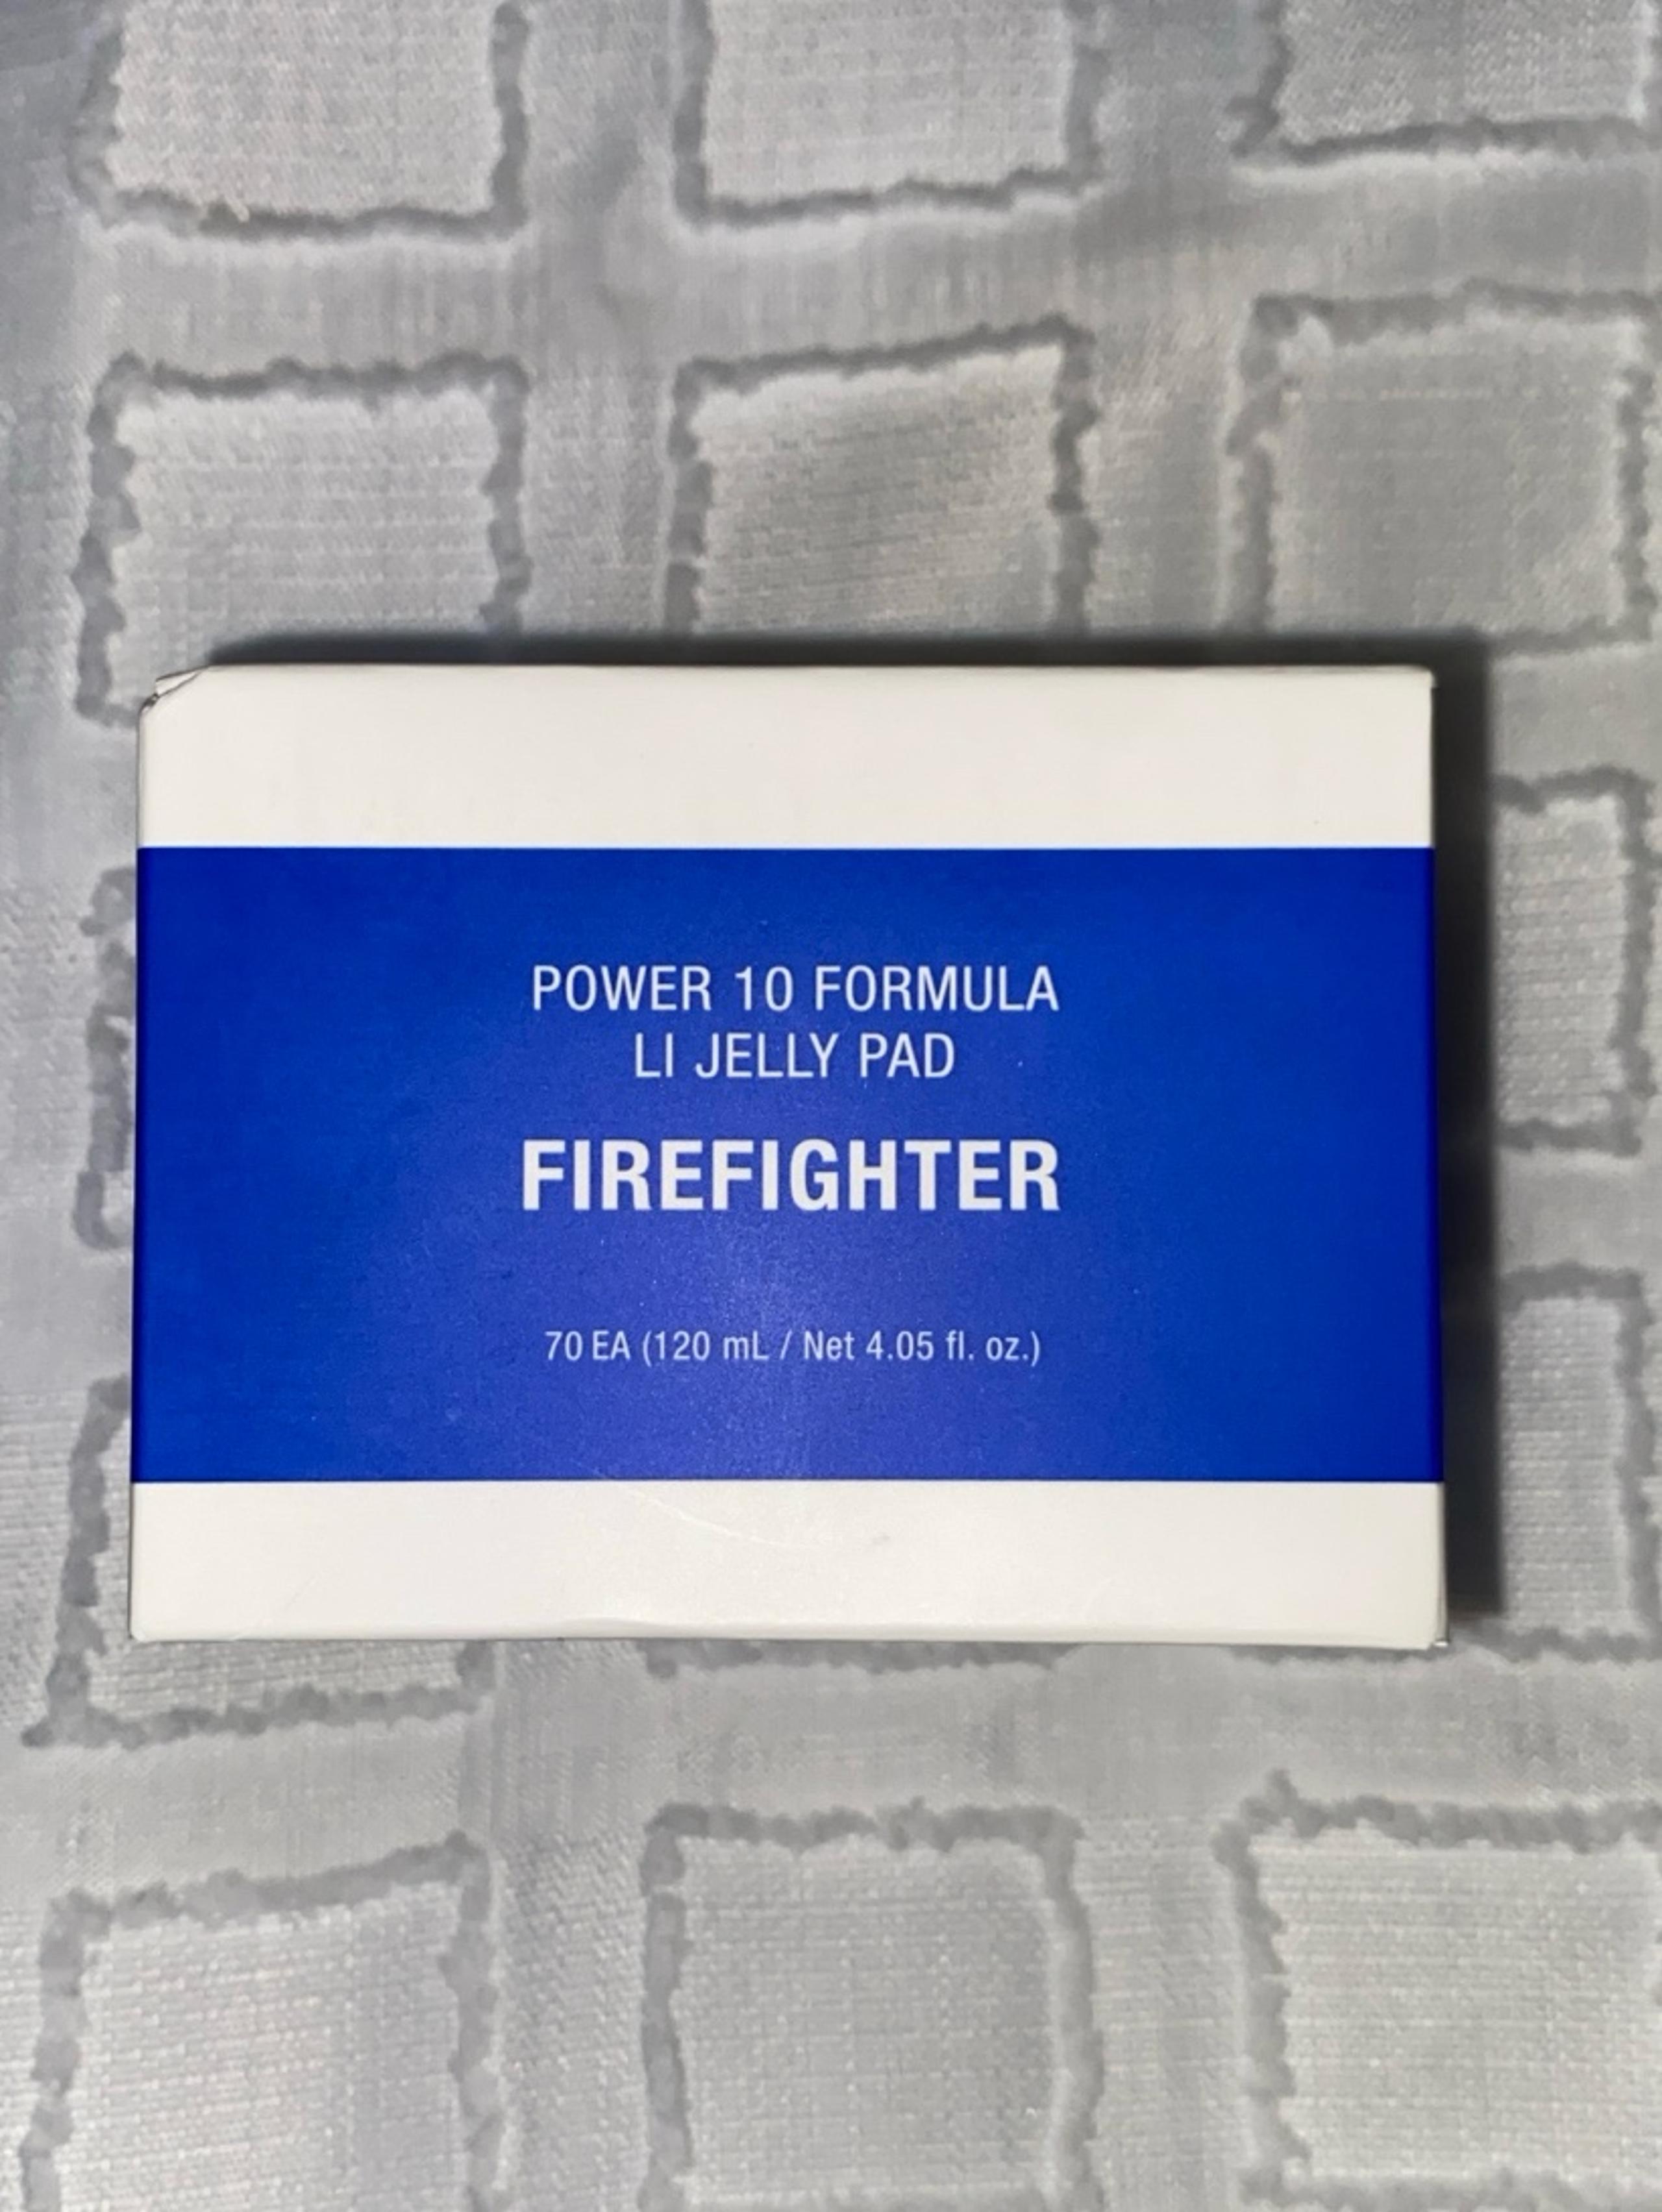 POWER 10 FORMULA
LI JELLY PAD
FIREFIGHTER
70 EA (120 mL / Net 4.05 fl. oz.)